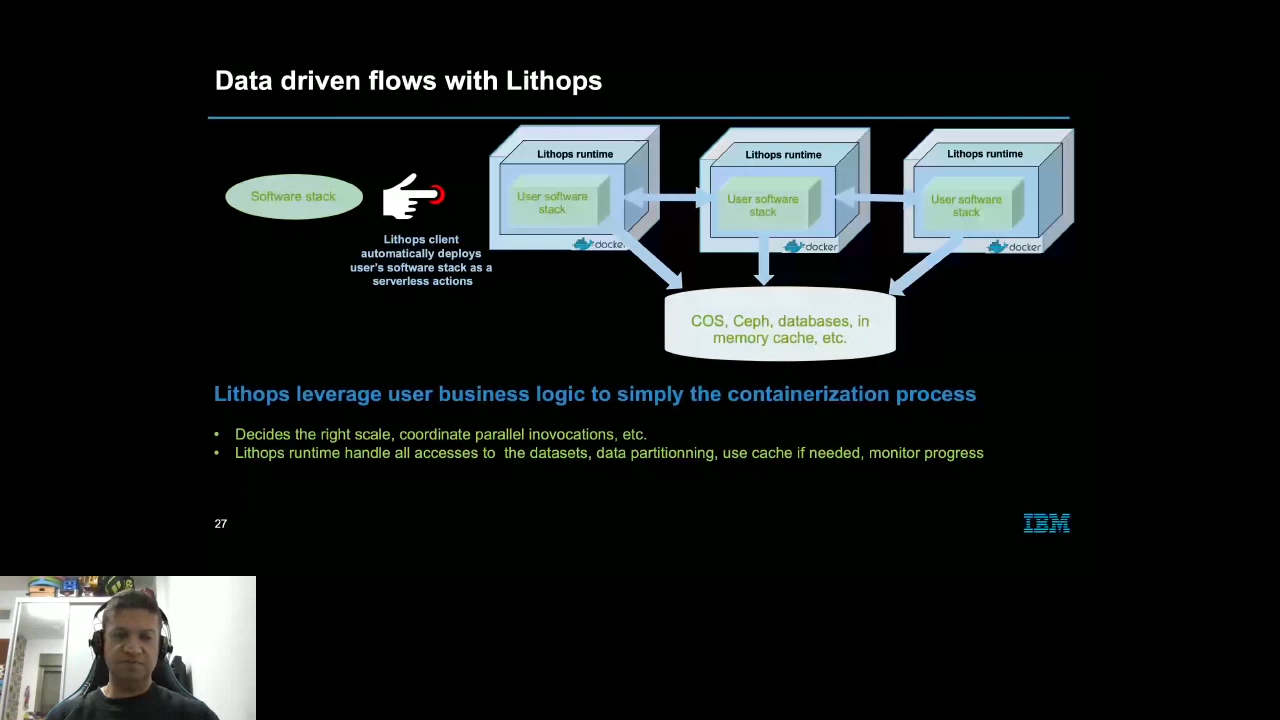 Data driven flows with Lithops
Software stack
Lithops client
automatically deploys
user's software stack as a
serverless actions
Lithops runtime
User software
stack
docker
Lithops runtime
User software
stack
docker
Lithops runtime
User software
stack
docker
COS, Ceph, databases, in
memory cache, etc.
Lithops leverage user business logic to simply the containerization process
• Decides the right scale, coordinate parallel inovocations, etc.
• Lithops runtime handle all accesses to the datasets, data partitionning, use cache if needed, monitor progress
27
IBM